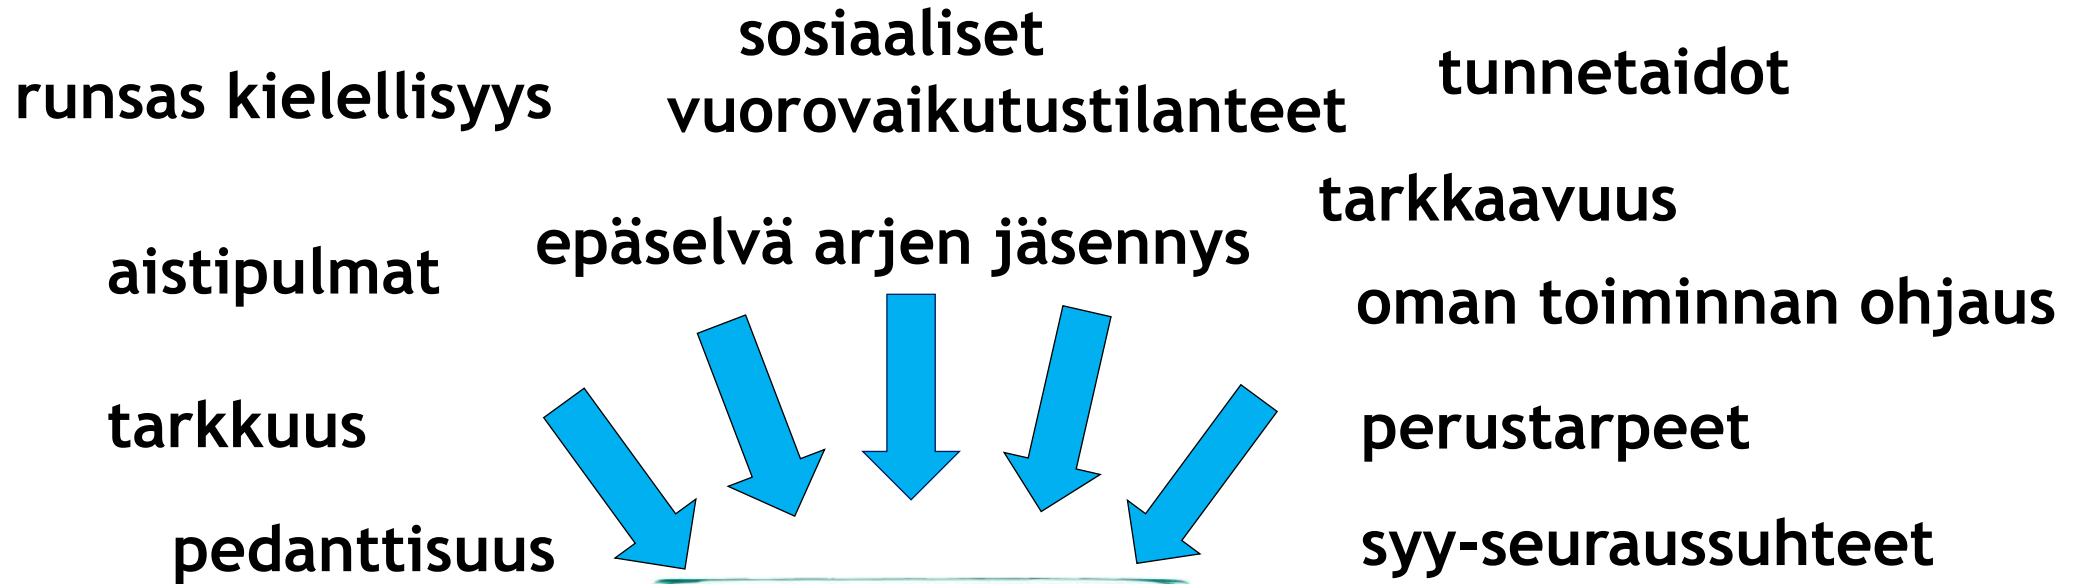 sosiaaliset
vuorovaikutustilanteet
runsas kielellisyys
tunnetaidot
tarkkaavuus
epäselvä arjen jäsennys
aistipulmat
oman toiminnan ohjaus
tarkkuus
perustarpeet
pedanttisuus
syy-seuraussuhteet